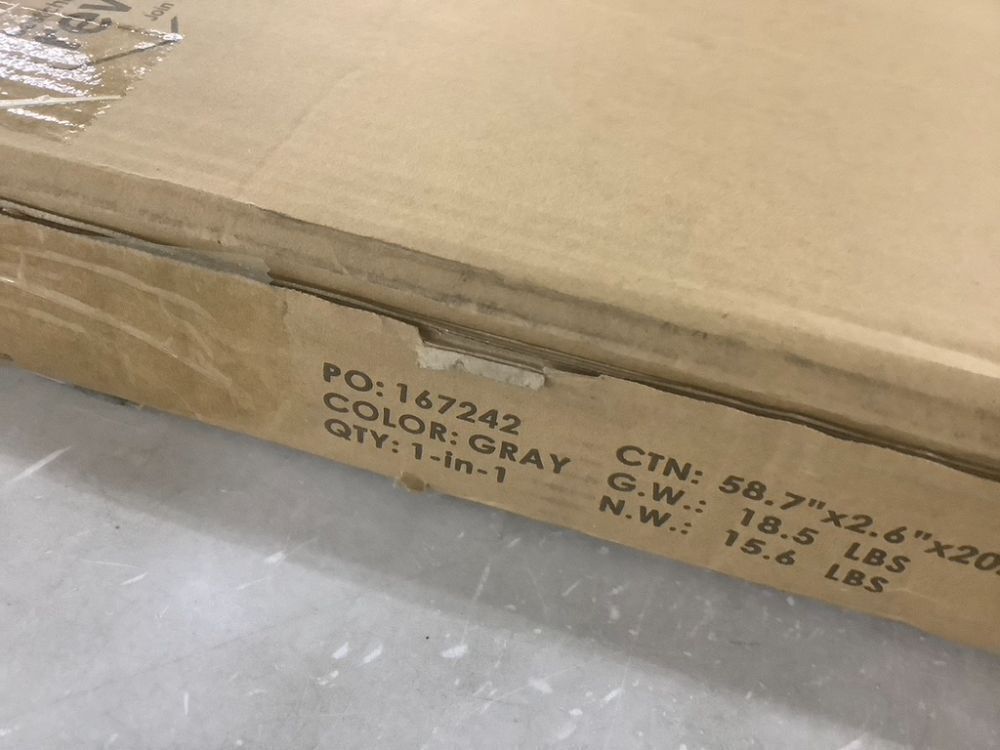 Join
PO: 167242
COLOR: GRAY
QTY: 1-in-1
CTN: 58.7"x2.6"x20
G.W.: 18.5 LBS
N.W.: 15.6 LBS